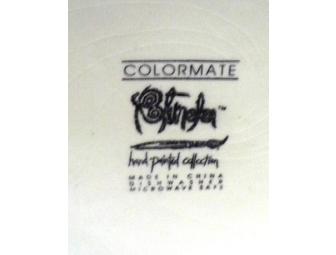 COLORMATE
hand painted collection
MADE IN CHINA
DISHWASHER
MICROWAVE SAFE